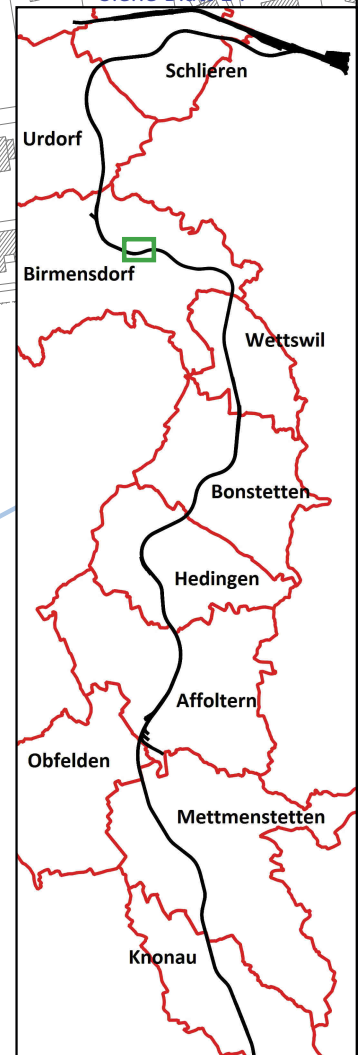 Schlieren
Urdorf
Birmensdorf
Wettswil
Bonstetten
Hedingen
Affoltern
Obfelden
Mettmenstetten
Knonau